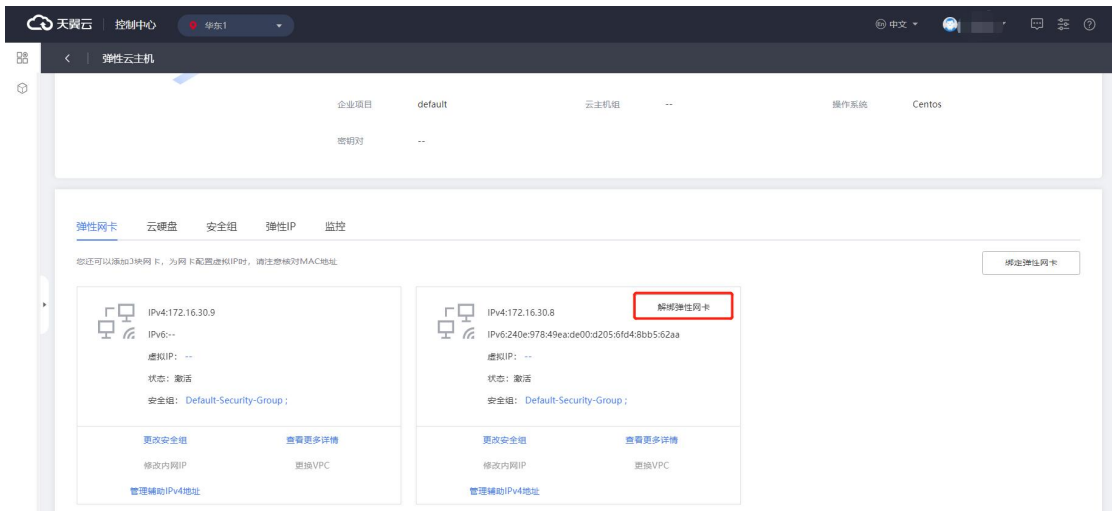 天翼云 控制中心 华东1 中文
弹性云主机
企业项目 default 云主机组 -- 操作系统 Centos
密钥对 --
弹性网卡 云硬盘 安全组 弹性IP 监控
您还可以添加3块网卡，为网卡配置虚拟IP时，请注意核对MAC地址 绑定弹性网卡
IPv4:172.16.30.9
IPv6:--
虚拟IP： --
状态：激活
安全组： Default-Security-Group ;
更改安全组 查看更多详情
修改内网IP 更换VPC
管理辅助IPv4地址
解绑弹性网卡
IPv4:172.16.30.8
IPv6:240e:978:49ea:de00:d205:6fd4:8bb5:62aa
虚拟IP： --
状态：激活
安全组： Default-Security-Group ;
更改安全组 查看更多详情
修改内网IP 更换VPC
管理辅助IPv4地址